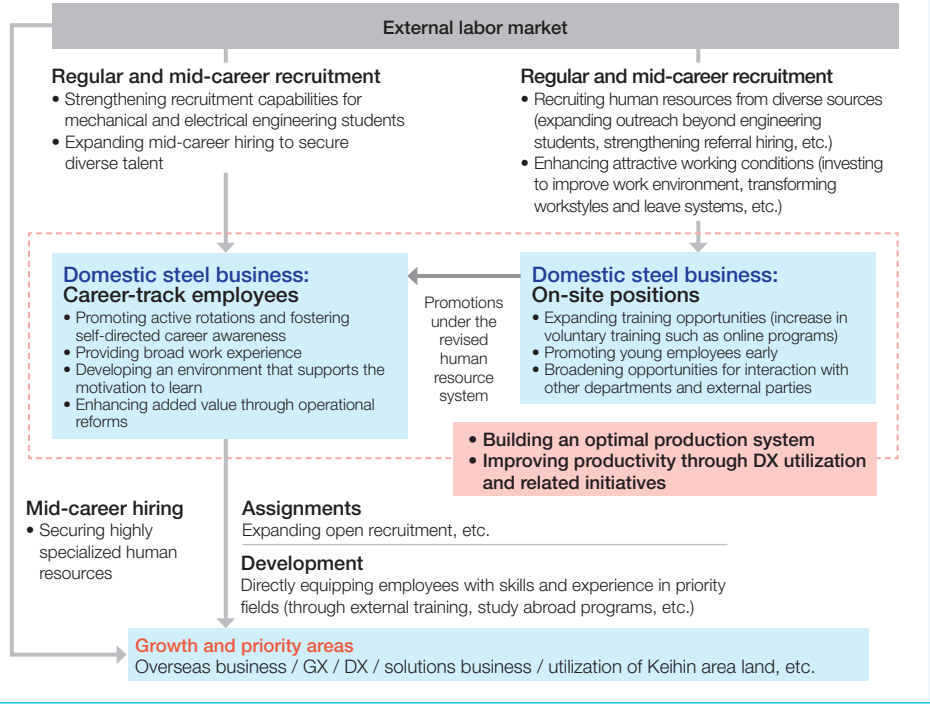 External labor market
Regular and mid-career recruitment
• Strengthening recruitment capabilities for
mechanical and electrical engineering students
• Expanding mid-career hiring to secure
diverse talent
Regular and mid-career recruitment
• Recruiting human resources from diverse sources
(expanding outreach beyond engineering
students, strengthening referral hiring, etc.)
• Enhancing attractive working conditions (investing
to improve work environment, transforming
workstyles and leave systems, etc.)
Domestic steel business:
Career-track employees
• Promoting active rotations and fostering
self-directed career awareness
• Providing broad work experience
• Developing an environment that supports the
motivation to learn
• Enhancing added value through operational
reforms
Promotions
under the
revised
human
resource
system
Domestic steel business:
On-site positions
• Expanding training opportunities (increase in
voluntary training such as online programs)
• Promoting young employees early
• Broadening opportunities for interaction with
other departments and external parties
• Building an optimal production system
• Improving productivity through DX utilization
and related initiatives
Mid-career hiring
• Securing highly
specialized human
resources
Assignments
Expanding open recruitment, etc.
Development
Directly equipping employees with skills and experience in priority
fields (through external training, study abroad programs, etc.)
Growth and priority areas
Overseas business / GX / DX / solutions business / utilization of Keihin area land, etc.